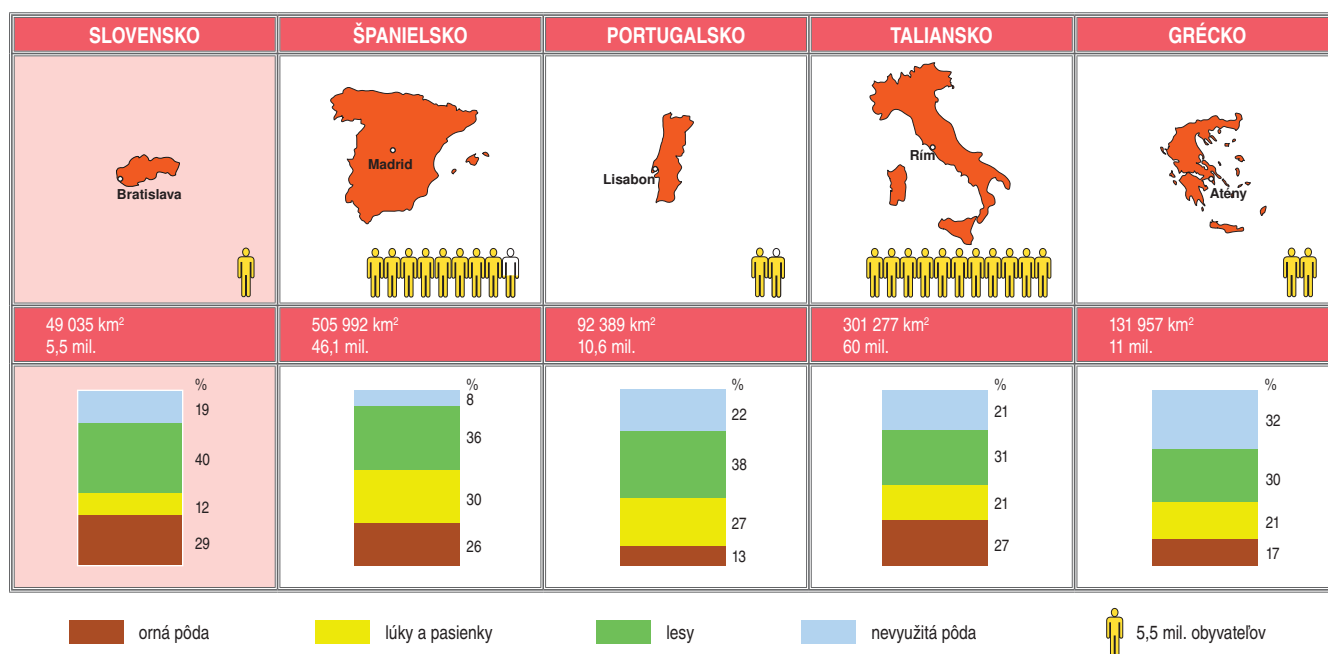 SLOVENSKO
ŠPANIELSKO
PORTUGALSKO
TALIANSKO
GRÉCKO
Bratislava
Madrid
Lisabon
Rím
Atény
49 035 km²
5,5 mil.
505 992 km²
46,1 mil.
92 389 km²
10,6 mil.
301 277 km²
60 mil.
131 957 km²
11 mil.
%
19
40
12
29
%
8
36
30
26
%
22
38
27
13
%
21
31
21
27
%
32
30
21
17
orná pôda
lúky a pasienky
lesy
nevyužitá pôda
5,5 mil. obyvateľov